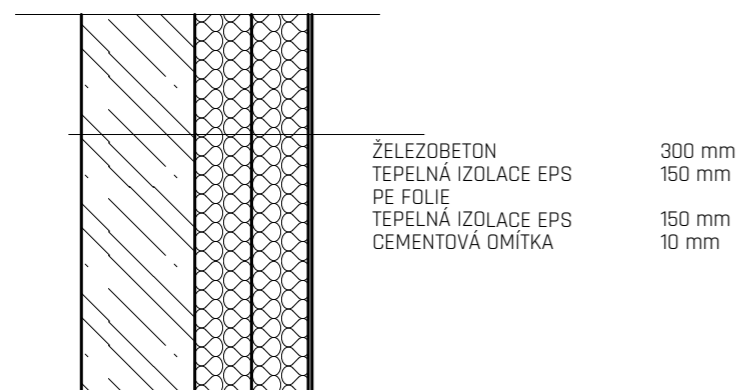 ŽELEZOBETON 300 mm
TEPELNÁ IZOLACE EPS 150 mm
PE FOLIE
TEPELNÁ IZOLACE EPS 150 mm
CEMENTOVÁ OMÍTKA 10 mm